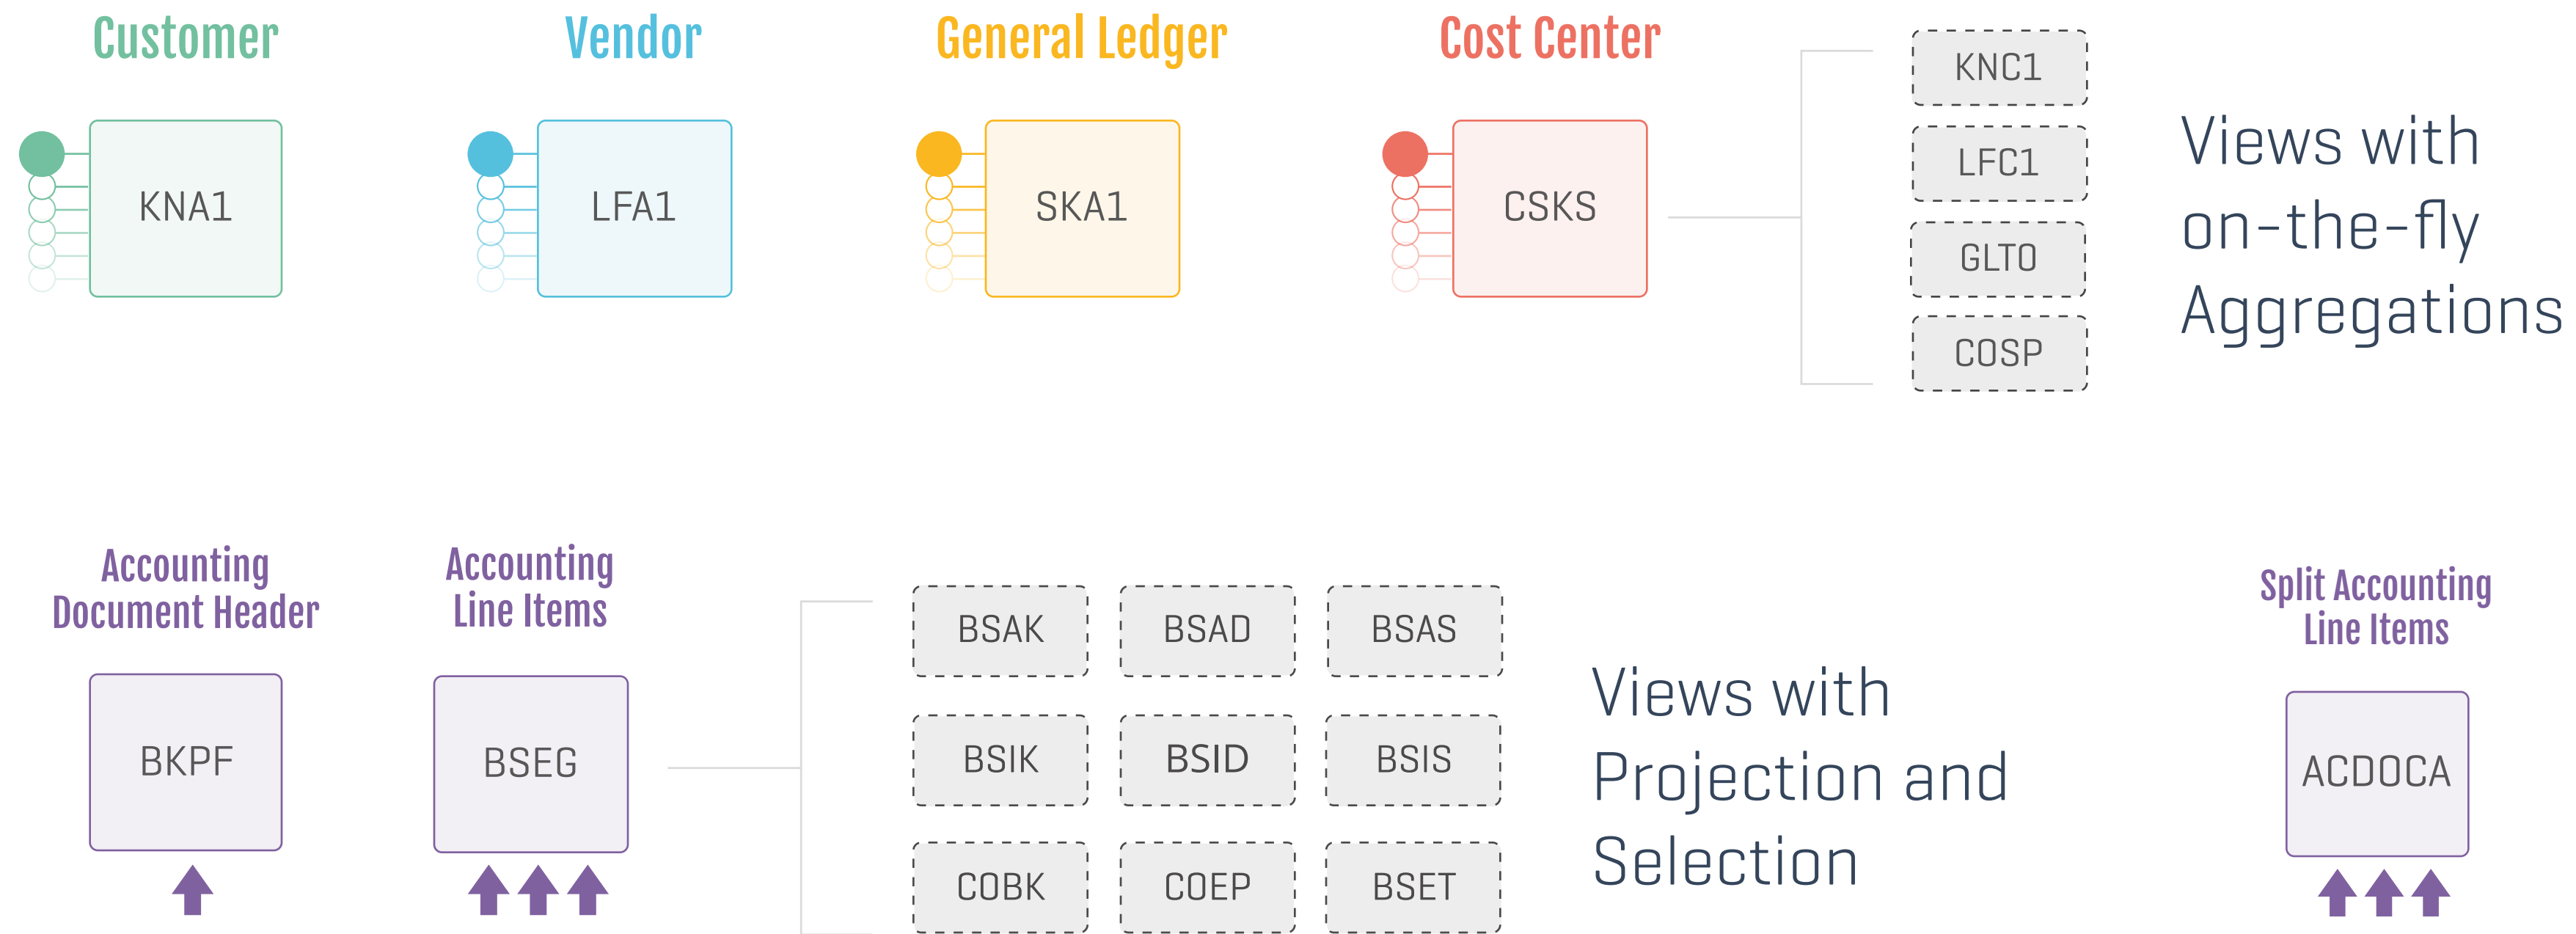 Customer
Vendor
General Ledger
Cost Center
KNA1
LFA1
SKA1
CSKS
KNC1
LFC1
GLT0
COSP
Views with
on-the-fly
Aggregations
Accounting
Document Header
Accounting
Line Items
BKPF
BSEG
BSAK
BSAD
BSAS
BSIK
BSID
BSIS
COBK
COEP
BSET
Views with
Projection and
Selection
Split Accounting
Line Items
ACDOCA